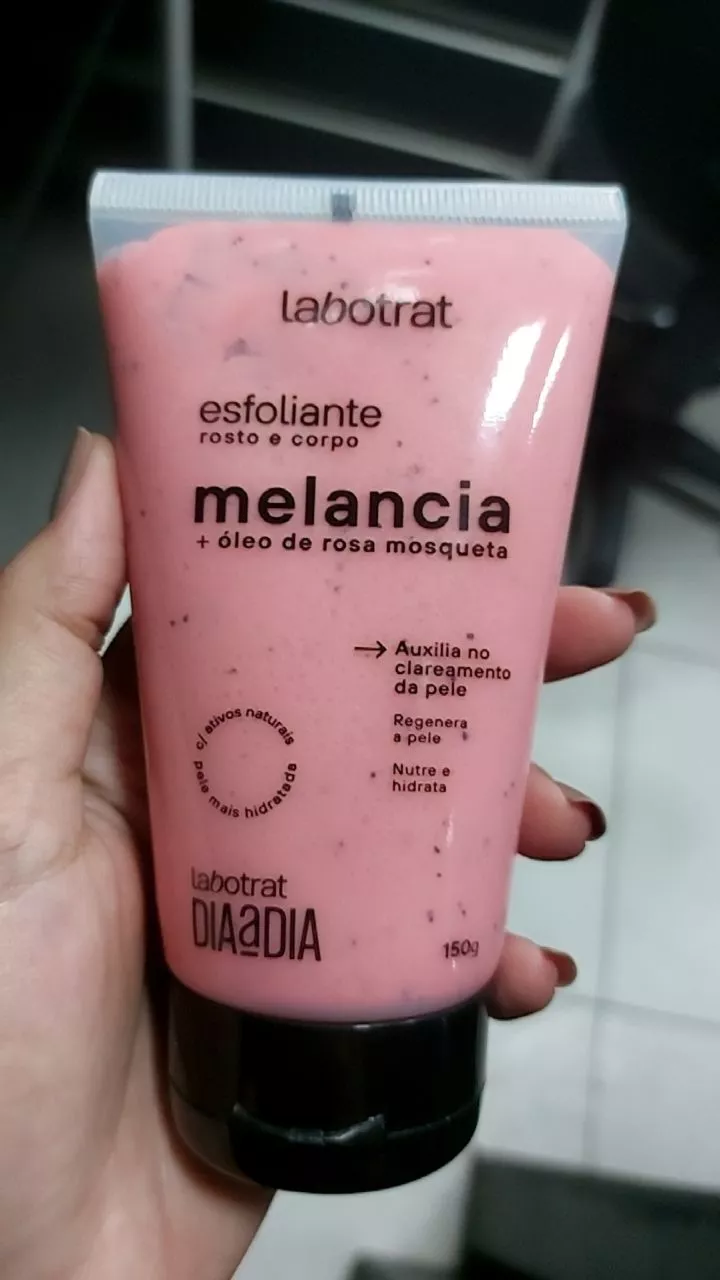 labotrat
esfoliante
rosto e corpo
melancia
+ óleo de rosa mosqueta
→ Auxilia no
clareamento
da pele
Regenera
a pele
Nutre e
hidrata
c/ ativos naturais
pele mais hidratada
labotrat
DIAaDIA
150g